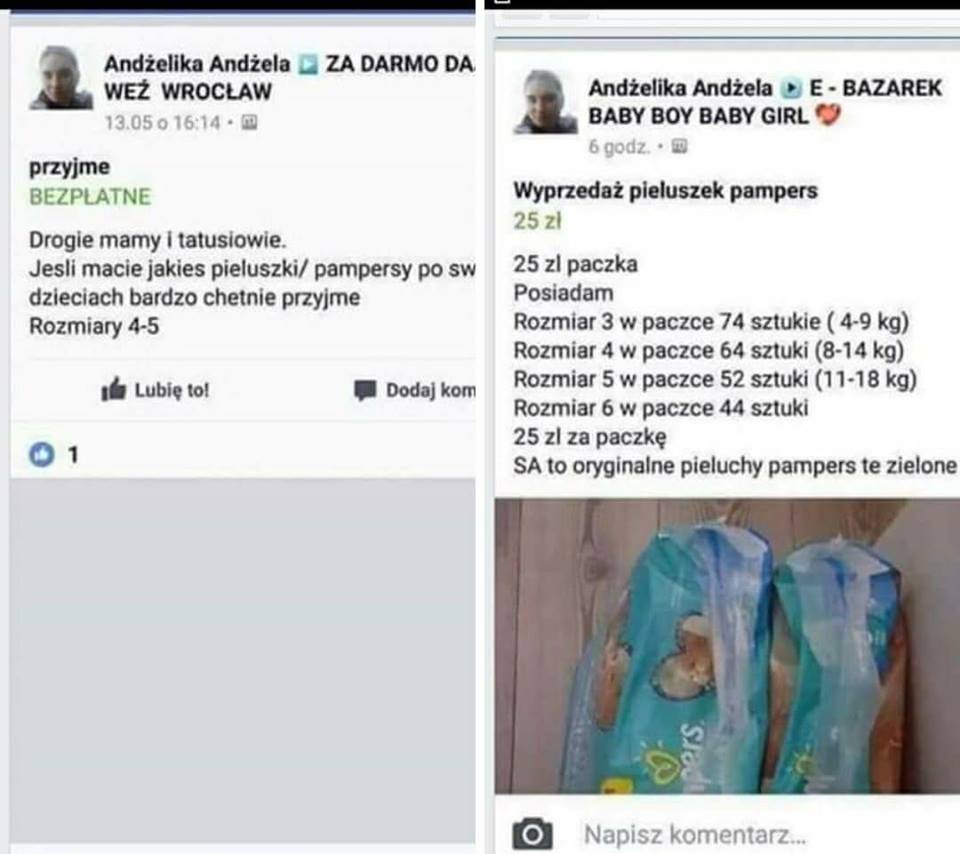 Andżelika Andżela ▶ ZA DARMO DA
WEŹ WROCŁAW
13.05 o 16:14 ·
przyjme
BEZPŁATNE
Drogie mamy i tatusiowie.
Jesli macie jakies pieluszki/ pampersy po sw
dzieciach bardzo chetnie przyjme
Rozmiary 4-5
Lubię to!
Dodaj kom
1
Andżelika Andżela ▶ E - BAZAREK
BABY BOY BABY GIRL ❤
6 godz. ·
Wyprzedaż pieluszek pampers
25 zł
25 zl paczka
Posiadam
Rozmiar 3 w paczce 74 sztukie ( 4-9 kg)
Rozmiar 4 w paczce 64 sztuki (8-14 kg)
Rozmiar 5 w paczce 52 sztuki (11-18 kg)
Rozmiar 6 w paczce 44 sztuki
25 zl za paczkę
SA to oryginalne pieluchy pampers te zielone
pers.
Napisz komentarz...